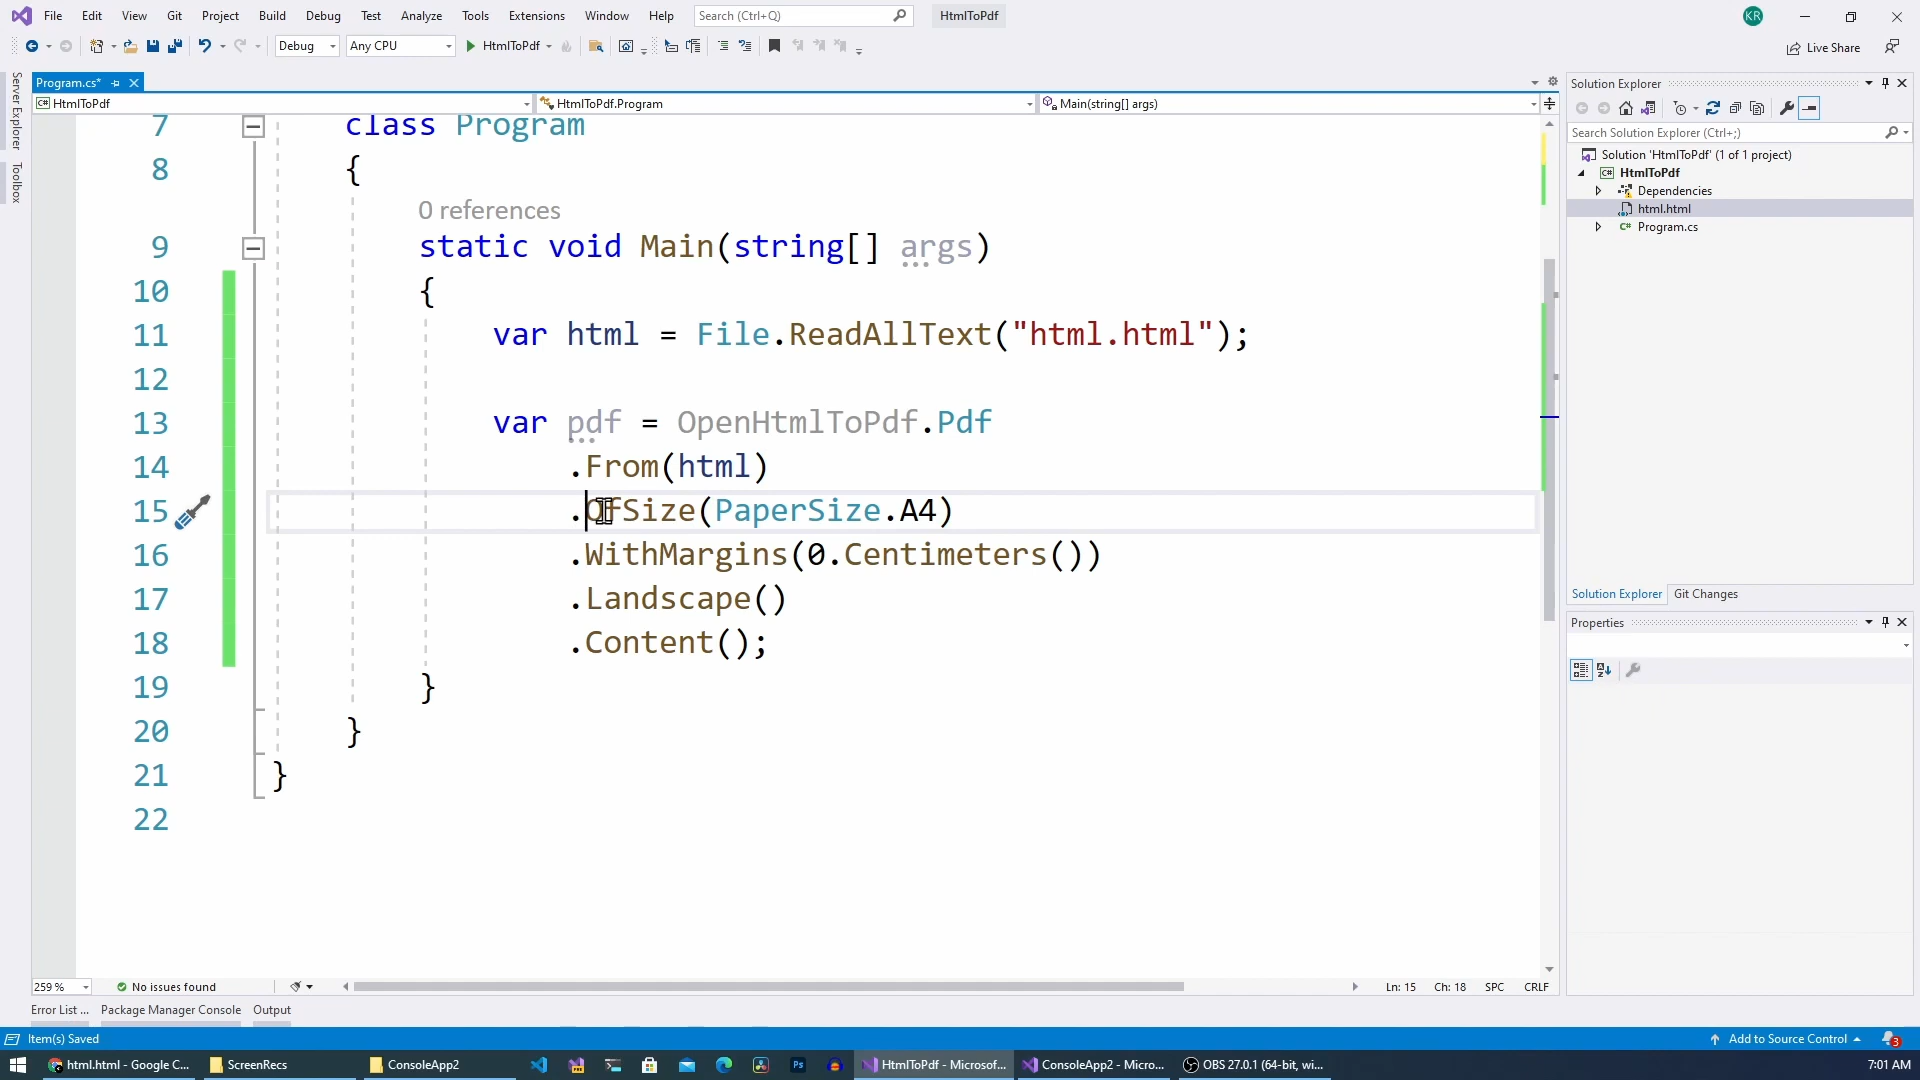 File Edit View Git Project Build Debug Test Analyze Tools Extensions Window Help Search (Ctrl+Q) HtmlToPdf KR
Debug Any CPU HtmlToPdf Live Share
Server Explorer
Toolbox
Program.cs*
HtmlToPdf HtmlToPdf.Program Main(string[] args)
7 class Program
8 {
0 references
9 static void Main(string[] args)
10 {
11 var html = File.ReadAllText("html.html");
12
13 var pdf = OpenHtmlToPdf.Pdf
14 .From(html)
15 .OfSize(PaperSize.A4)
16 .WithMargins(0.Centimeters())
17 .Landscape()
18 .Content();
19 }
20 }
21 }
22
259 % No issues found Ln: 15 Ch: 18 SPC CRLF
Error List ... Package Manager Console Output
Solution Explorer
Search Solution Explorer (Ctrl+;)
Solution 'HtmlToPdf' (1 of 1 project)
C# HtmlToPdf
Dependencies
html.html
C# Program.cs
Solution Explorer Git Changes
Properties
Item(s) Saved Add to Source Control 3
html.html - Google C... ScreenRecs ConsoleApp2 Ps HtmlToPdf - Microsof... ConsoleApp2 - Micro... OBS 27.0.1 (64-bit, wi... 7:01 AM